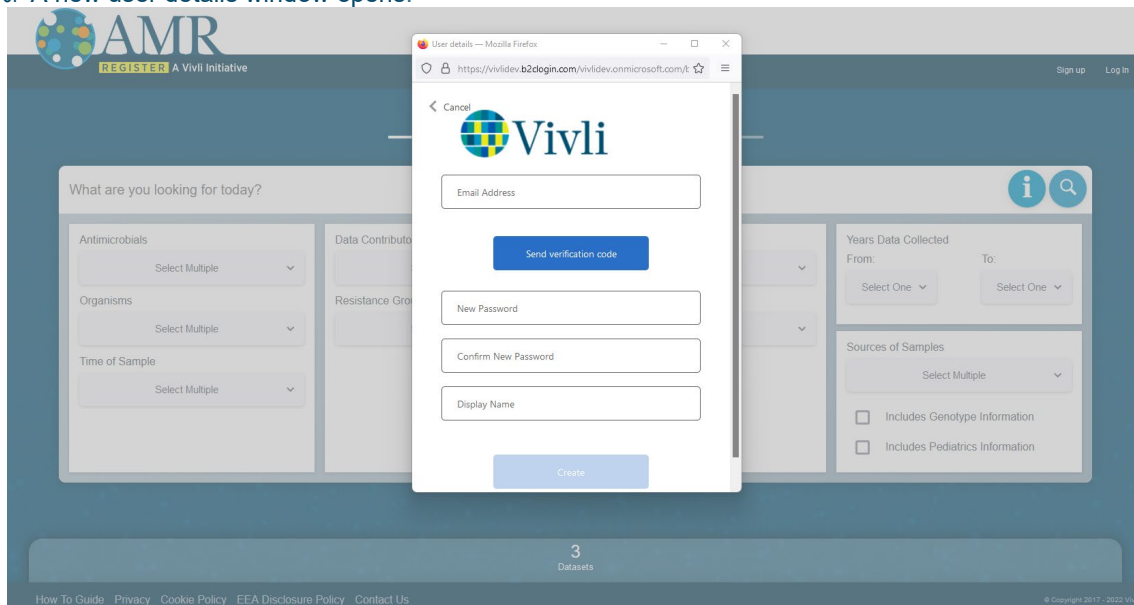 A new user details window opens.
AMR
REGISTER A Vivli Initiative
Sign up Log In
User details — Mozilla Firefox
https://vivlidev.b2clogin.com/vivlidev.onmicrosoft.com/
Cancel
Vivli
Email Address
Send verification code
New Password
Confirm New Password
Display Name
Create
What are you looking for today?
i
Antimicrobials
Select Multiple
Organisms
Select Multiple
Time of Sample
Select Multiple
Data Contributo
Resistance Gro
Years Data Collected
From: To:
Select One Select One
Sources of Samples
Select Multiple
Includes Genotype Information
Includes Pediatrics Information
3
Datasets
How To Guide Privacy Cookie Policy EEA Disclosure Policy Contact Us
© Copyright 2017 - 2022 Viv